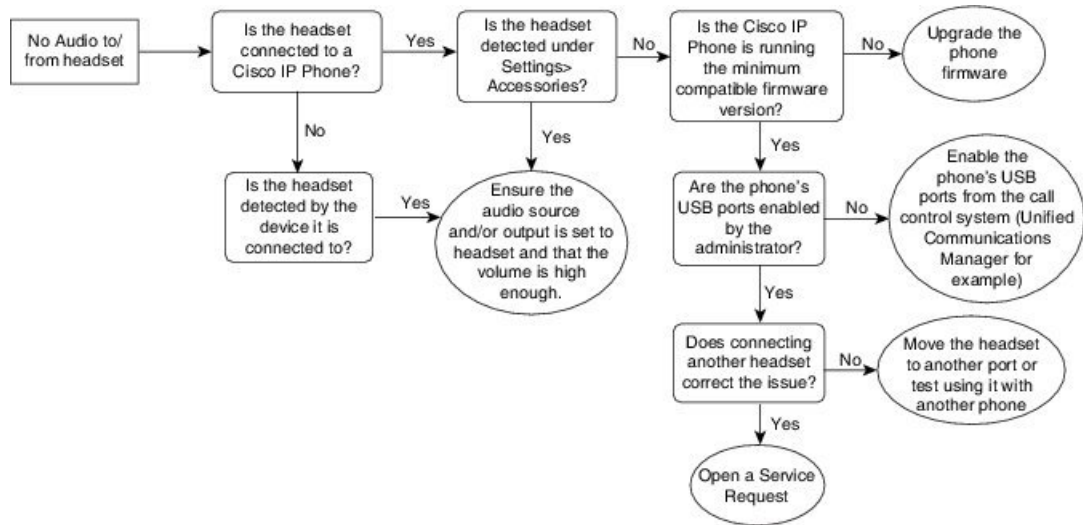 No Audio to/
from headset
Is the headset
connected to a
Cisco IP Phone?
Yes
Is the headset
detected under
Settings>
Accessories?
No
Is the Cisco IP
Phone is running
the minimum
compatible firmware
version?
No
Upgrade the
phone
firmware
No
Yes
Yes
Is the headset
detected by the
device it is
connected to?
Yes
Ensure the
audio source
and/or output is set to
headset and that the
volume is high
enough.
Are the phone's
USB ports enabled
by the
administrator?
No
Enable the
phone's USB
ports from the call
control system (Unified
Communications
Manager for
example)
Yes
Does connecting
another headset
correct the issue?
No
Move the headset
to another port or
test using it with
another phone
Yes
Open a Service
Request